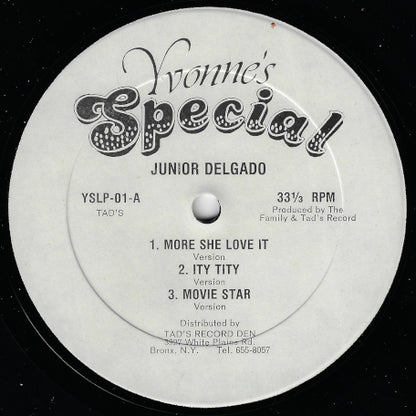 Yvonne's
Special
JUNIOR DELGADO
YSLP-01-A
TAD'S
33⅓ RPM
Produced by The
Family & Tad's Record
1. MORE SHE LOVE IT
Version
2. ITY TITY
Version
3. MOVIE STAR
Version
Distributed by
TAD'S RECORD DEN
3927 White Plains Rd.
Bronx, N.Y. Tel. 655-8057